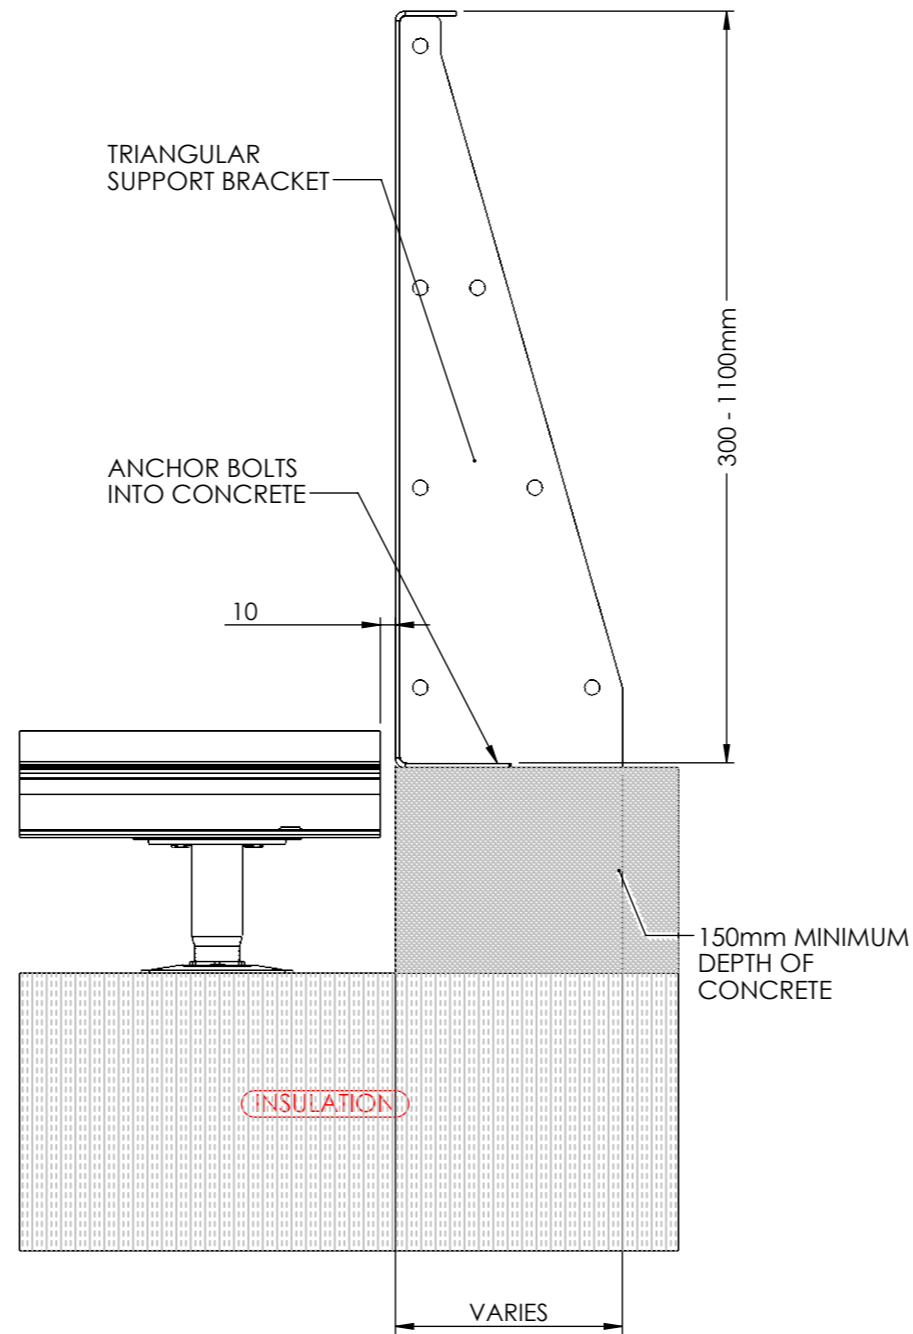 TRIANGULAR
SUPPORT BRACKET
300 - 1100mm
ANCHOR BOLTS
INTO CONCRETE
10
150mm MINIMUM
DEPTH OF
CONCRETE
INSULATION
VARIES